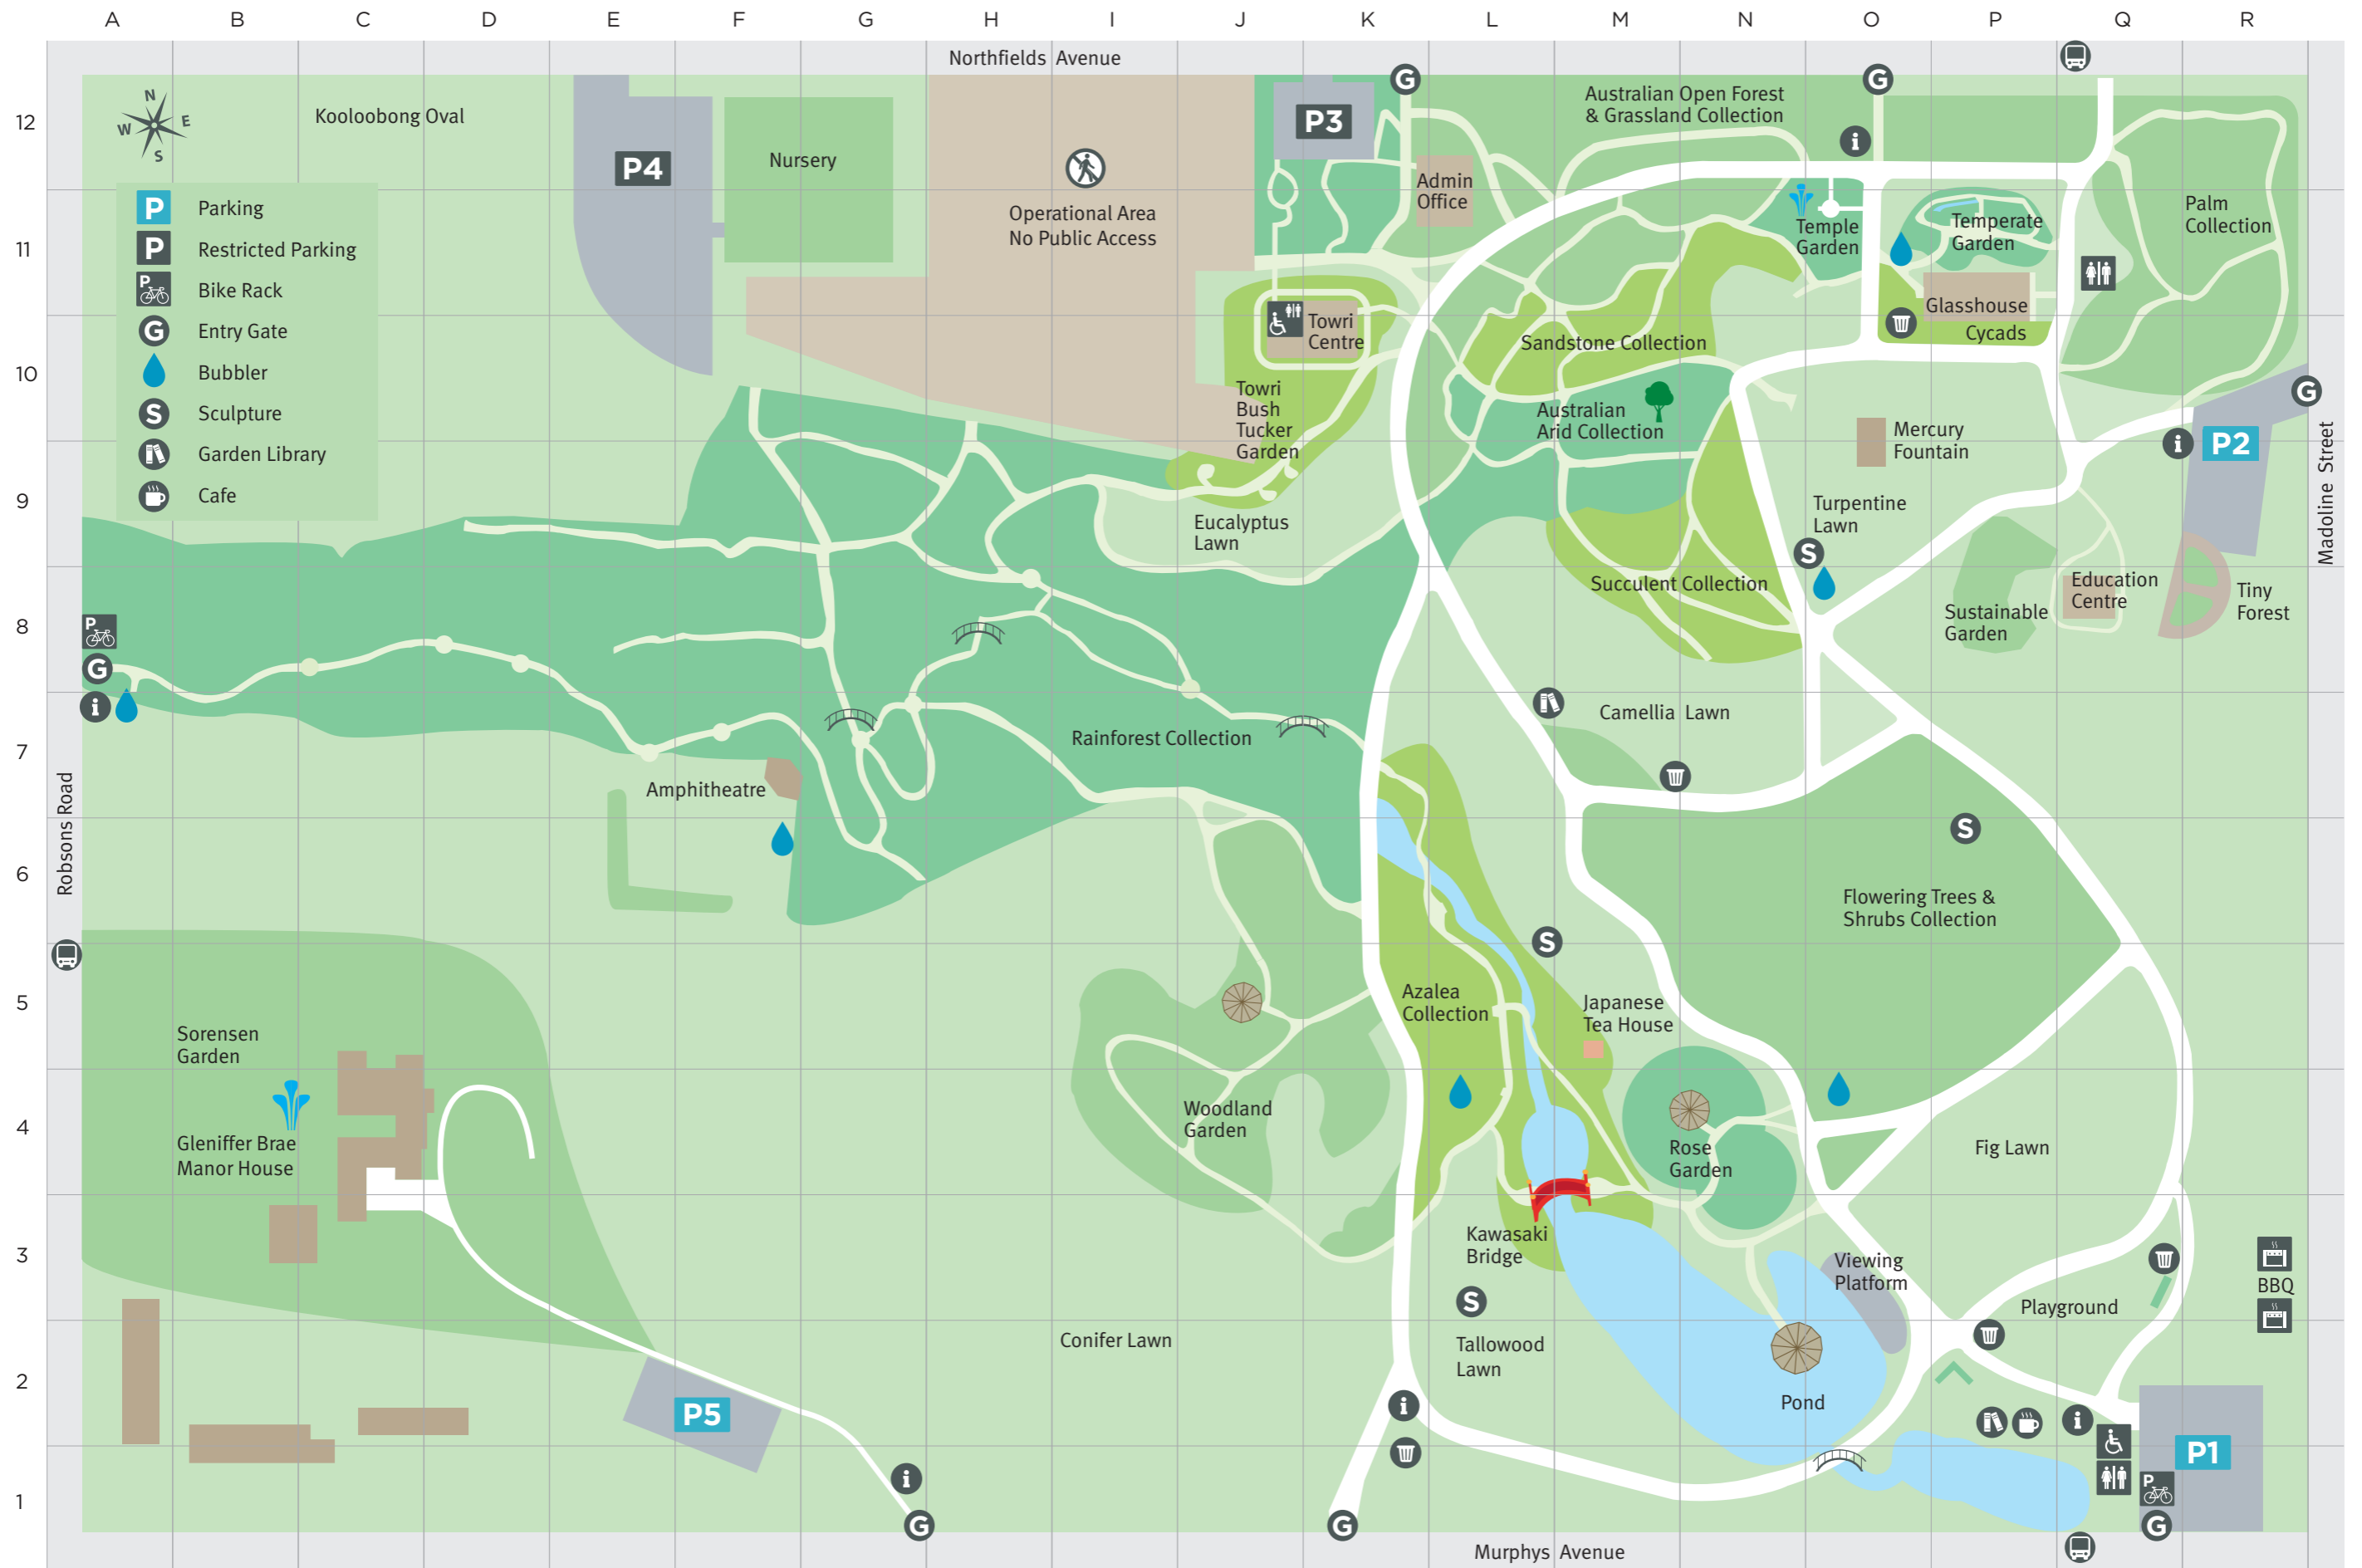 A B C D E F G H I J K L M N O P Q R
Northfields Avenue
12
11
10
9
8
7
6
5
4
3
2
1
N
W E
S
Kooloobong Oval
P4
Nursery
Operational Area
No Public Access
P3
G
G
Australian Open Forest
& Grassland Collection
i
Admin
Office
P Parking
P Restricted Parking
P Bike Rack
G Entry Gate
Bubbler
S Sculpture
Garden Library
Cafe
Temple
Garden
Temperate
Garden
Palm
Collection
Glasshouse
Cycads
Towri
Centre
Sandstone Collection
Towri
Bush
Tucker
Garden
Australian
Arid Collection
Mercury
Fountain
G
i
P2
Madoline Street
Eucalyptus
Lawn
Turpentine
Lawn
S
Succulent Collection
Sustainable
Garden
Education
Centre
Tiny
Forest
P
G
i
Camellia Lawn
Rainforest Collection
Amphitheatre
Robsons Road
S
Flowering Trees &
Shrubs Collection
S
Azalea
Collection
Japanese
Tea House
Sorensen
Garden
Gleniffer Brae
Manor House
Woodland
Garden
Rose
Garden
Fig Lawn
Kawasaki
Bridge
Viewing
Platform
BBQ
S
Playground
Conifer Lawn
Tallowood
Lawn
Pond
P5
i
i
P1
i
P
G
G
G
Murphys Avenue